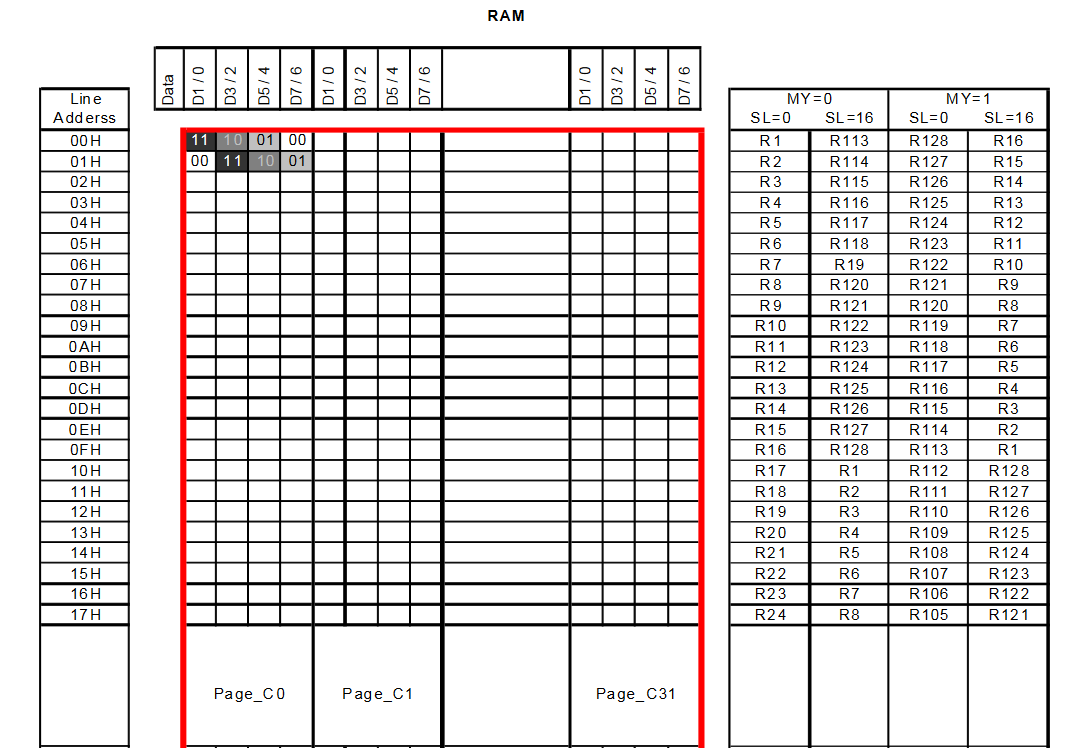 RAM
Data D1/0 D3/2 D5/4 D7/6 D1/0 D3/2 D5/4 D7/6 D1/0 D3/2 D5/4 D7/6
Line MY=0 MY=1
Adderss SL=0 SL=16 SL=0 SL=16
00H 11 10 01 00 R1 R113 R128 R16
01H 00 11 10 01 R2 R114 R127 R15
02H R3 R115 R126 R14
03H R4 R116 R125 R13
04H R5 R117 R124 R12
05H R6 R118 R123 R11
06H R7 R19 R122 R10
07H R8 R120 R121 R9
08H R9 R121 R120 R8
09H R10 R122 R119 R7
0AH R11 R123 R118 R6
0BH R12 R124 R117 R5
0CH R13 R125 R116 R4
0DH R14 R126 R115 R3
0EH R15 R127 R114 R2
0FH R16 R128 R113 R1
10H R17 R1 R112 R128
11H R18 R2 R111 R127
12H R19 R3 R110 R126
13H R20 R4 R109 R125
14H R21 R5 R108 R124
15H R22 R6 R107 R123
16H R23 R7 R106 R122
17H R24 R8 R105 R121
Page_C0 Page_C1 Page_C31